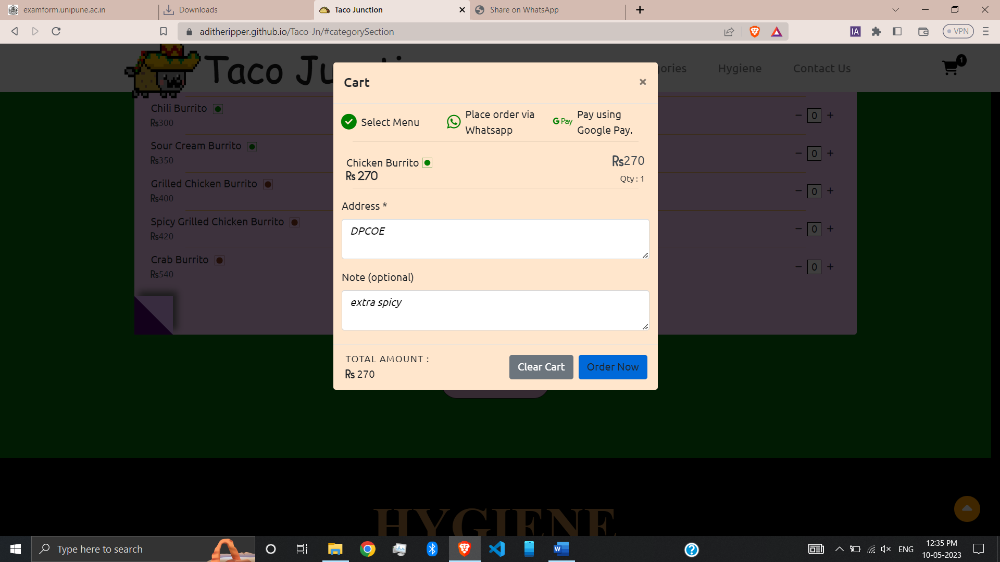 examform.unipune.ac.in
Downloads
Taco Junction
Share on WhatsApp
aditheripper.github.io/Taco-Jn/#categorySection
IA
VPN
Taco Ju
gories
Hygiene
Contact Us
1
Cart
×
Select Menu
Place order via
Whatsapp
G Pay
Pay using
Google Pay.
Chicken Burrito
Rs 270
Rs270
Qty : 1
Address *
DPCOE
Note (optional)
extra spicy
TOTAL AMOUNT :
Rs 270
Clear Cart
Order Now
Chili Burrito
Rs300
− 0 +
Sour Cream Burrito
Rs350
− 0 +
Grilled Chicken Burrito
Rs400
− 0 +
Spicy Grilled Chicken Burrito
Rs420
− 0 +
Crab Burrito
Rs540
− 0 +
HYGIENE
Type here to search
W
?
ENG
12:35 PM
10-05-2023